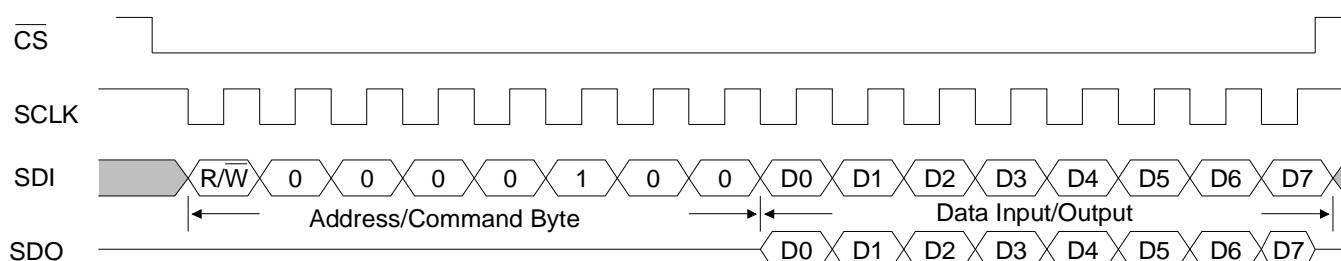 C̅S̅
SCLK
SDI R/W̅ 0 0 0 0 1 0 0 D0 D1 D2 D3 D4 D5 D6 D7
Address/Command Byte Data Input/Output
SDO D0 D1 D2 D3 D4 D5 D6 D7